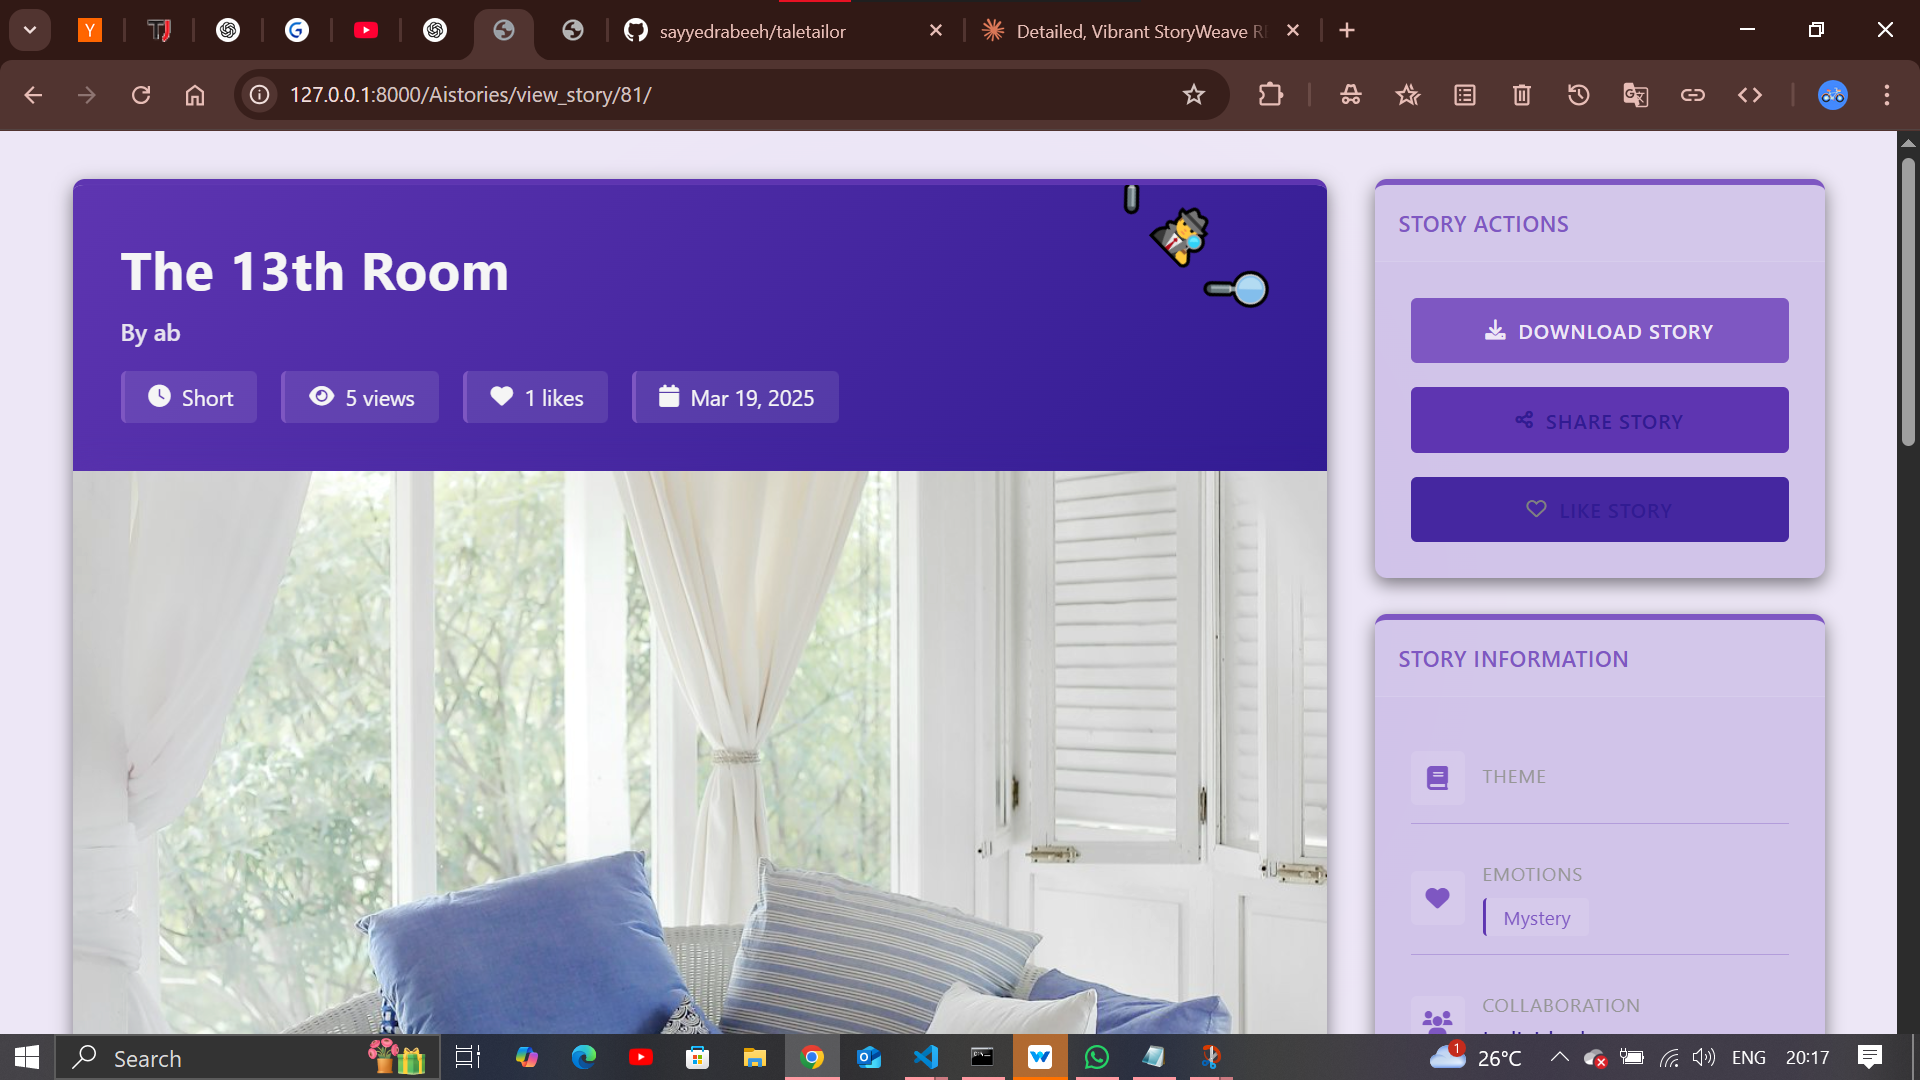 Y
TJ
sayyedrabeeh/taletailor
Detailed, Vibrant StoryWeave R
127.0.0.1:8000/Aistories/view_story/81/
The 13th Room
By ab
Short
5 views
1 likes
Mar 19, 2025
STORY ACTIONS
DOWNLOAD STORY
SHARE STORY
LIKE STORY
STORY INFORMATION
THEME
EMOTIONS
Mystery
COLLABORATION
Search
1
26°C
ENG
20:17